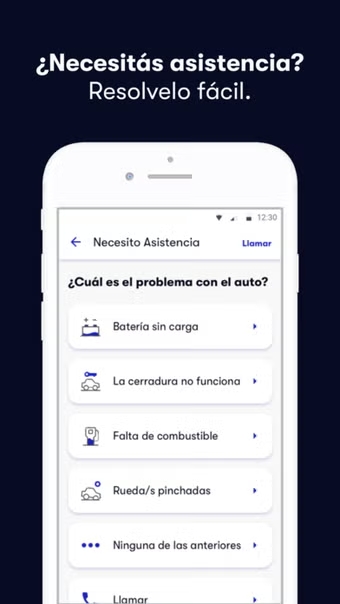 ¿Necesitás asistencia?
Resolvelo fácil.
12:30
Necesito Asistencia
Llamar
¿Cuál es el problema con el auto?
Batería sin carga
La cerradura no funciona
Falta de combustible
Rueda/s pinchadas
Ninguna de las anteriores
Llamar